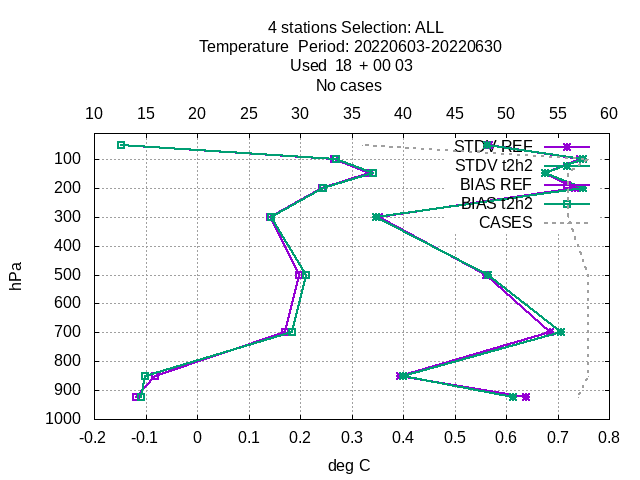 4 stations Selection: ALL
Temperature  Period: 20220603-20220630
Used  18  + 00 03
No cases
10 15 20 25 30 35 40 45 50 55 60
STDV REF
100
STDV t2h2
BIAS REF
200
BIAS t2h2
300
CASES
400
hPa
500
600
700
800
900
1000
-0.2 -0.1 0 0.1 0.2 0.3 0.4 0.5 0.6 0.7 0.8
deg C